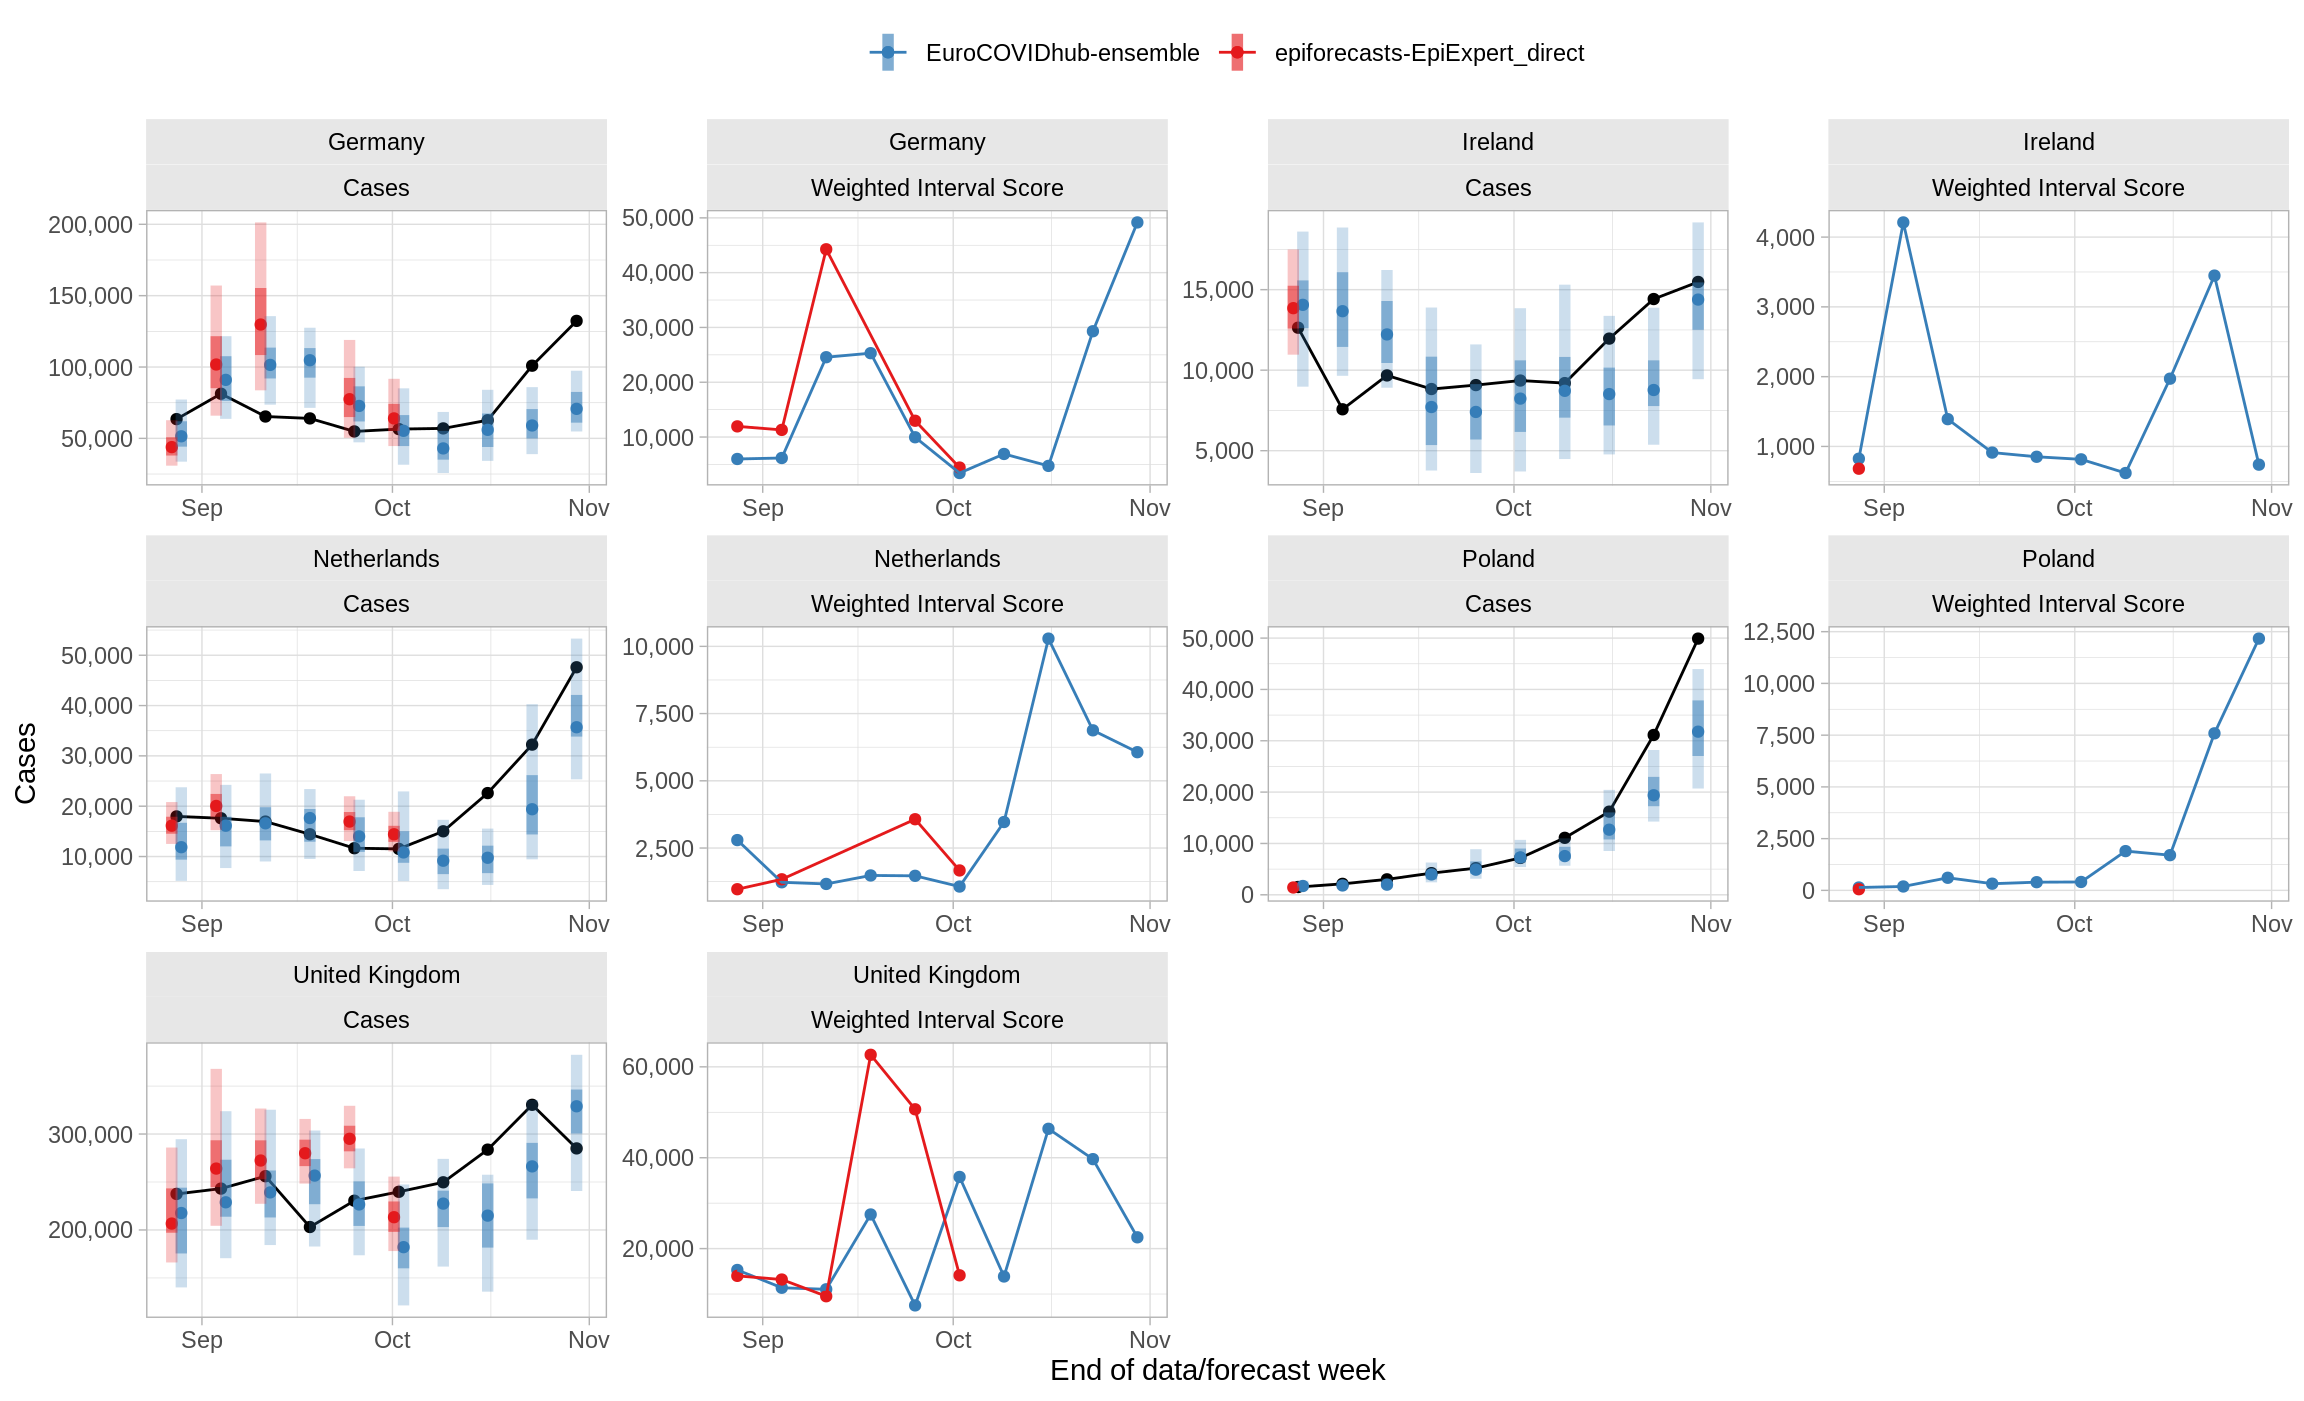 EuroCOVIDhub-ensemble epiforecasts-EpiExpert_direct
Germany
Cases
200,000
150,000
100,000
50,000
Sep Oct Nov
Germany
Weighted Interval Score
50,000
40,000
30,000
20,000
10,000
Sep Oct Nov
Ireland
Cases
15,000
10,000
5,000
Sep Oct Nov
Ireland
Weighted Interval Score
4,000
3,000
2,000
1,000
Sep Oct Nov
Cases
Netherlands
Cases
50,000
40,000
30,000
20,000
10,000
Sep Oct Nov
Netherlands
Weighted Interval Score
10,000
7,500
5,000
2,500
Sep Oct Nov
Poland
Cases
50,000
40,000
30,000
20,000
10,000
0
Sep Oct Nov
Poland
Weighted Interval Score
12,500
10,000
7,500
5,000
2,500
0
Sep Oct Nov
United Kingdom
Cases
300,000
200,000
Sep Oct Nov
United Kingdom
Weighted Interval Score
60,000
40,000
20,000
Sep Oct Nov
End of data/forecast week